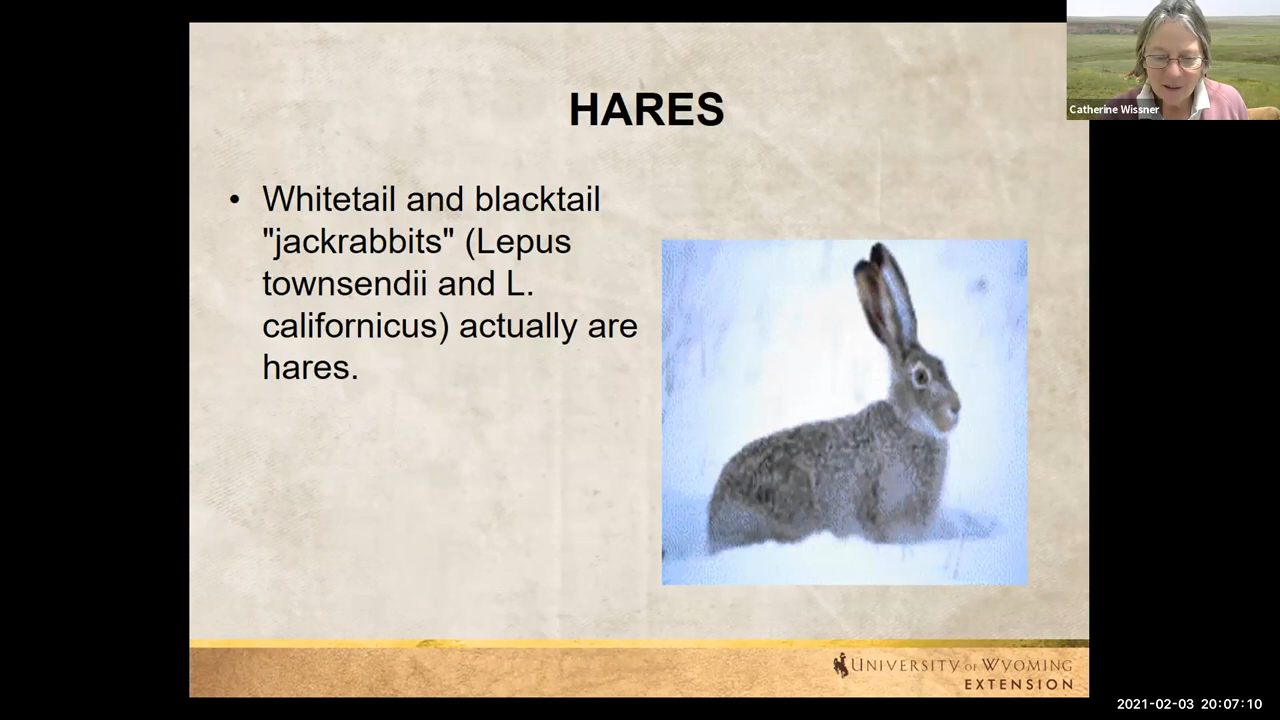 Catherine Wissner
HARES
• Whitetail and blacktail
"jackrabbits" (Lepus
townsendii and L.
californicus) actually are
hares.
UNIVERSITY OF WYOMING
EXTENSION
2021-02-03 20:07:10